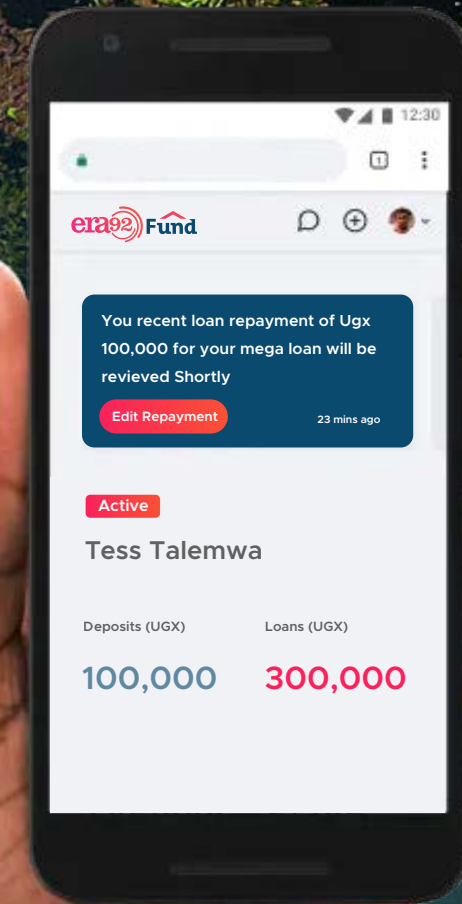 12:30
1
era92 Fund
You recent loan repayment of Ugx
100,000 for your mega loan will be
revieved Shortly
Edit Repayment 23 mins ago
Active
Tess Talemwa
Deposits (UGX) Loans (UGX)
100,000 300,000